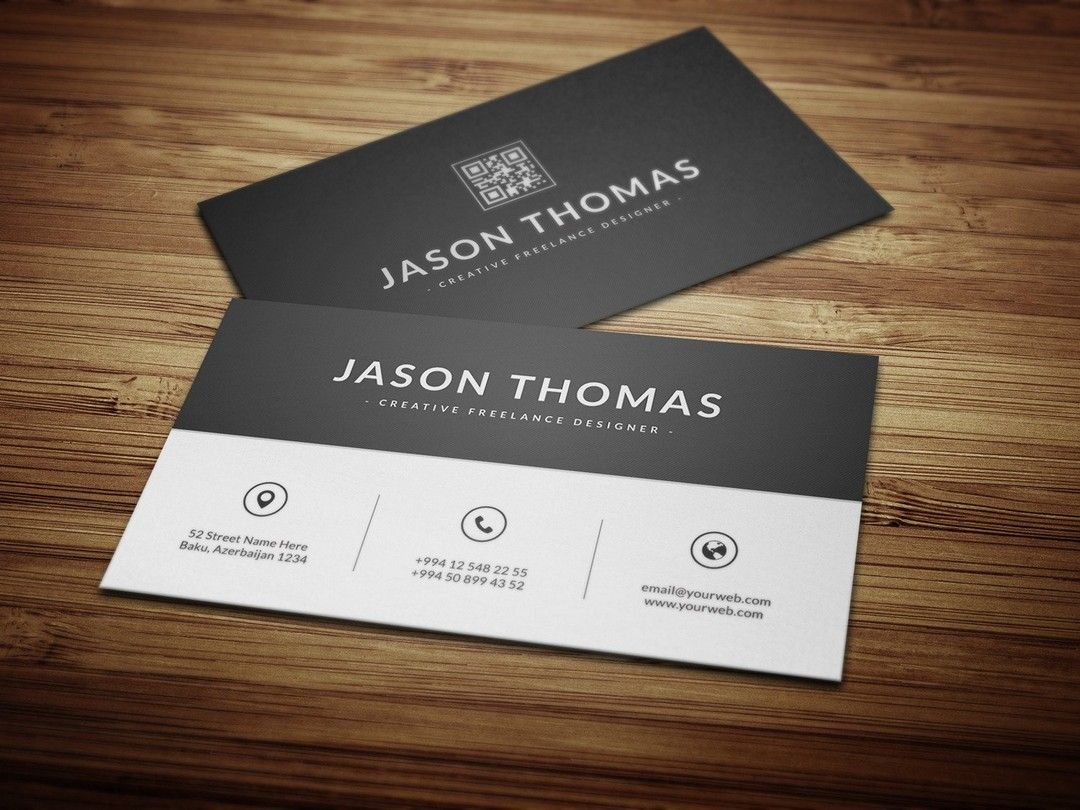 JASON THOMAS
- CREATIVE FREELANCE DESIGNER -
JASON THOMAS
- CREATIVE FREELANCE DESIGNER -
52 Street Name Here
Baku, Azerbaijan 1234
+994 12 548 22 55
+994 50 899 43 52
email@yourweb.com
www.yourweb.com